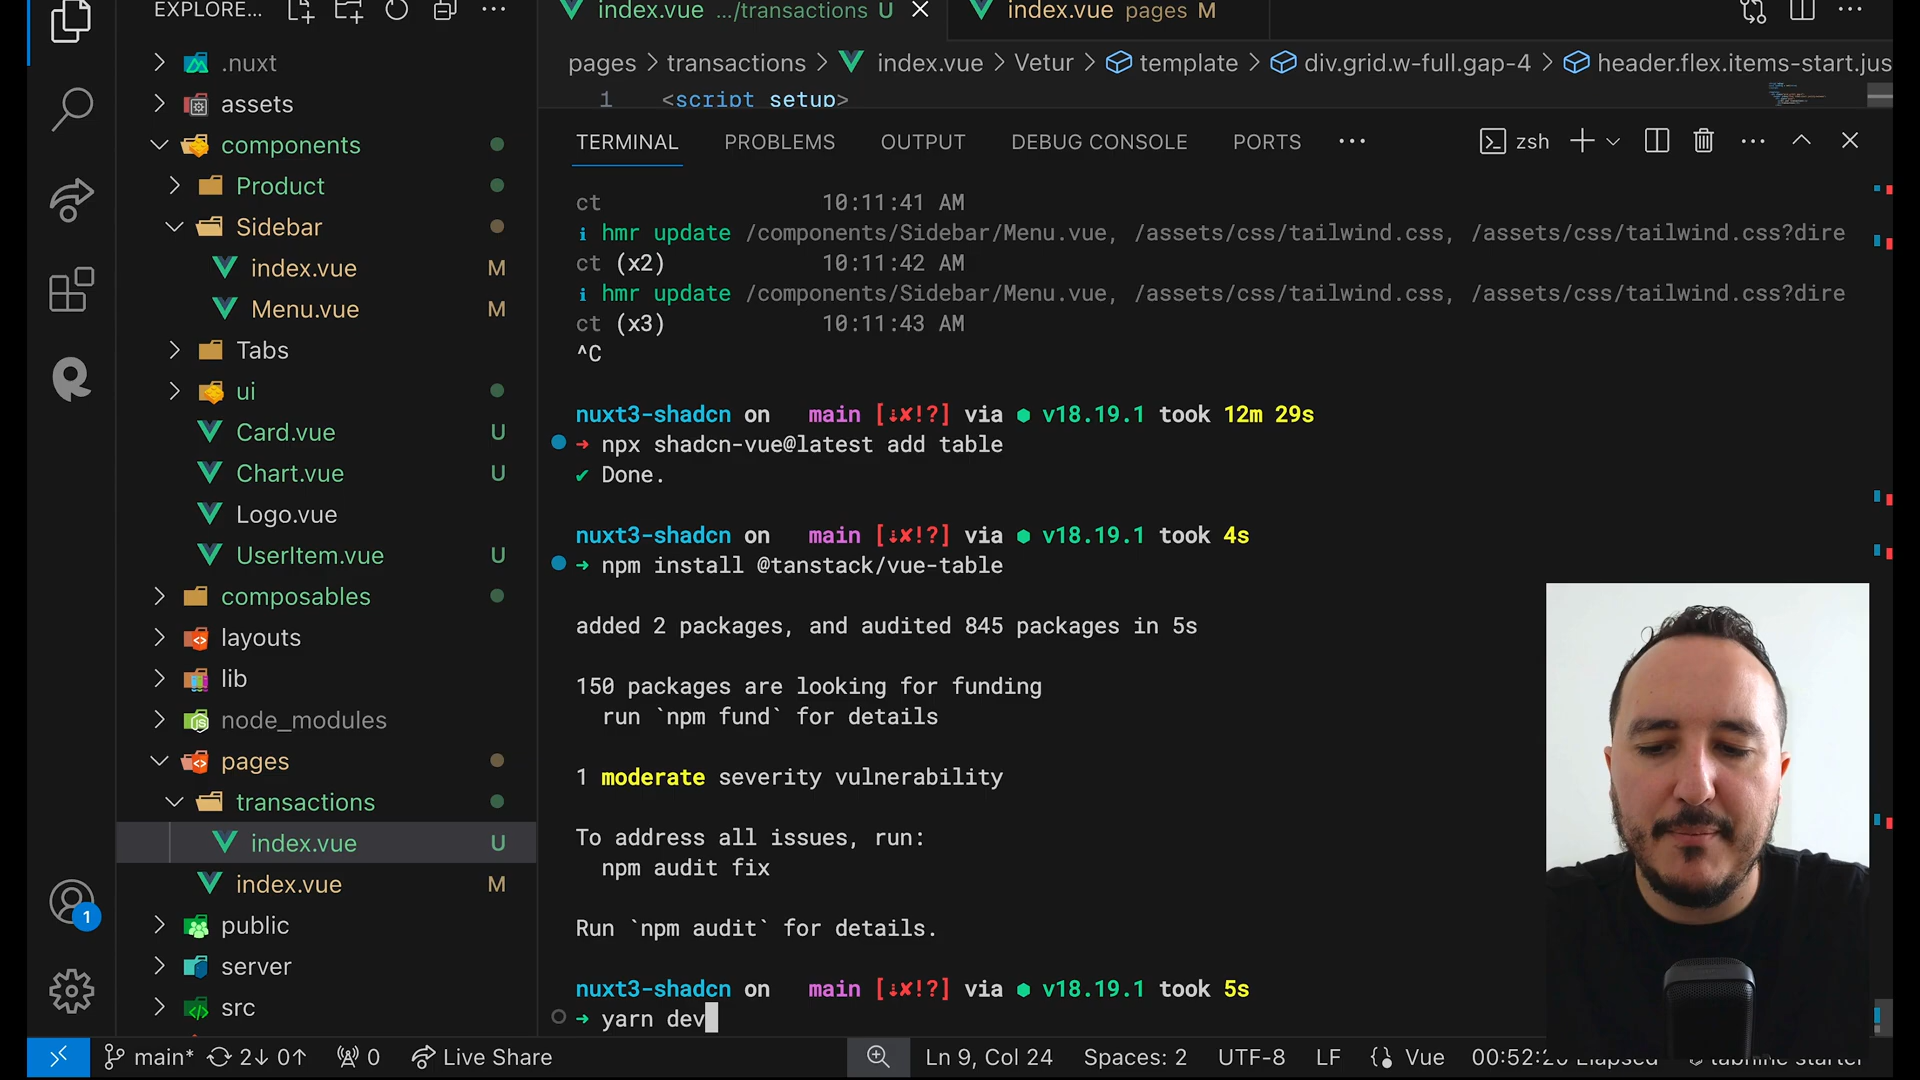 EXPLORE...
.nuxt
assets
components
Product
Sidebar
index.vue M
Menu.vue M
Tabs
ui
Card.vue U
Chart.vue U
Logo.vue
UserItem.vue U
composables
layouts
lib
node_modules
pages
transactions
index.vue U
index.vue M
public
server
src
1
index.vue .../transactions U
index.vue pages M
pages > transactions > index.vue > Vetur > template > div.grid.w-full.gap-4 > header.flex.items-start.jus
1 <script setup>
TERMINAL PROBLEMS OUTPUT DEBUG CONSOLE PORTS zsh
ct 10:11:41 AM
i hmr update /components/Sidebar/Menu.vue, /assets/css/tailwind.css, /assets/css/tailwind.css?dire
ct (x2) 10:11:42 AM
i hmr update /components/Sidebar/Menu.vue, /assets/css/tailwind.css, /assets/css/tailwind.css?dire
ct (x3) 10:11:43 AM
^C
nuxt3-shadcn on main [⇣✘!?] via ⬢ v18.19.1 took 12m 29s
➜ npx shadcn-vue@latest add table
✔ Done.
nuxt3-shadcn on main [⇣✘!?] via ⬢ v18.19.1 took 4s
➜ npm install @tanstack/vue-table
added 2 packages, and audited 845 packages in 5s
150 packages are looking for funding
run `npm fund` for details
1 moderate severity vulnerability
To address all issues, run:
npm audit fix
Run `npm audit` for details.
nuxt3-shadcn on main [⇣✘!?] via ⬢ v18.19.1 took 5s
➜ yarn dev
main* 2↓ 0↑ 0 Live Share Ln 9, Col 24 Spaces: 2 UTF-8 LF Vue